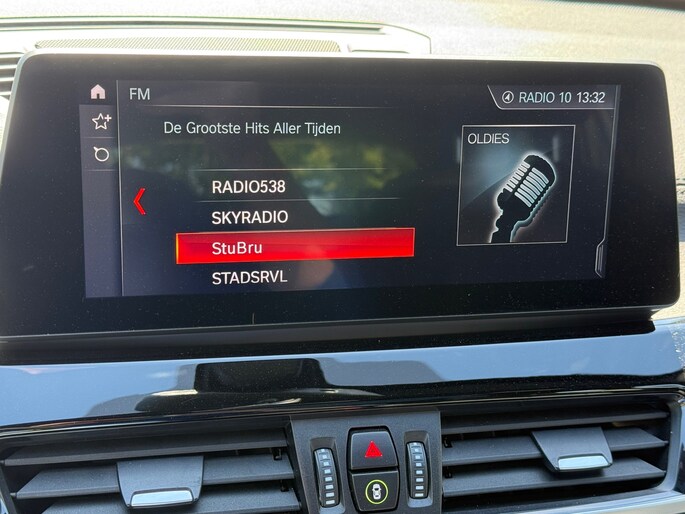 FM
RADIO 10 13:32
De Grootste Hits Aller Tijden
OLDIES
RADIO538
SKYRADIO
StuBru
STADSRVL